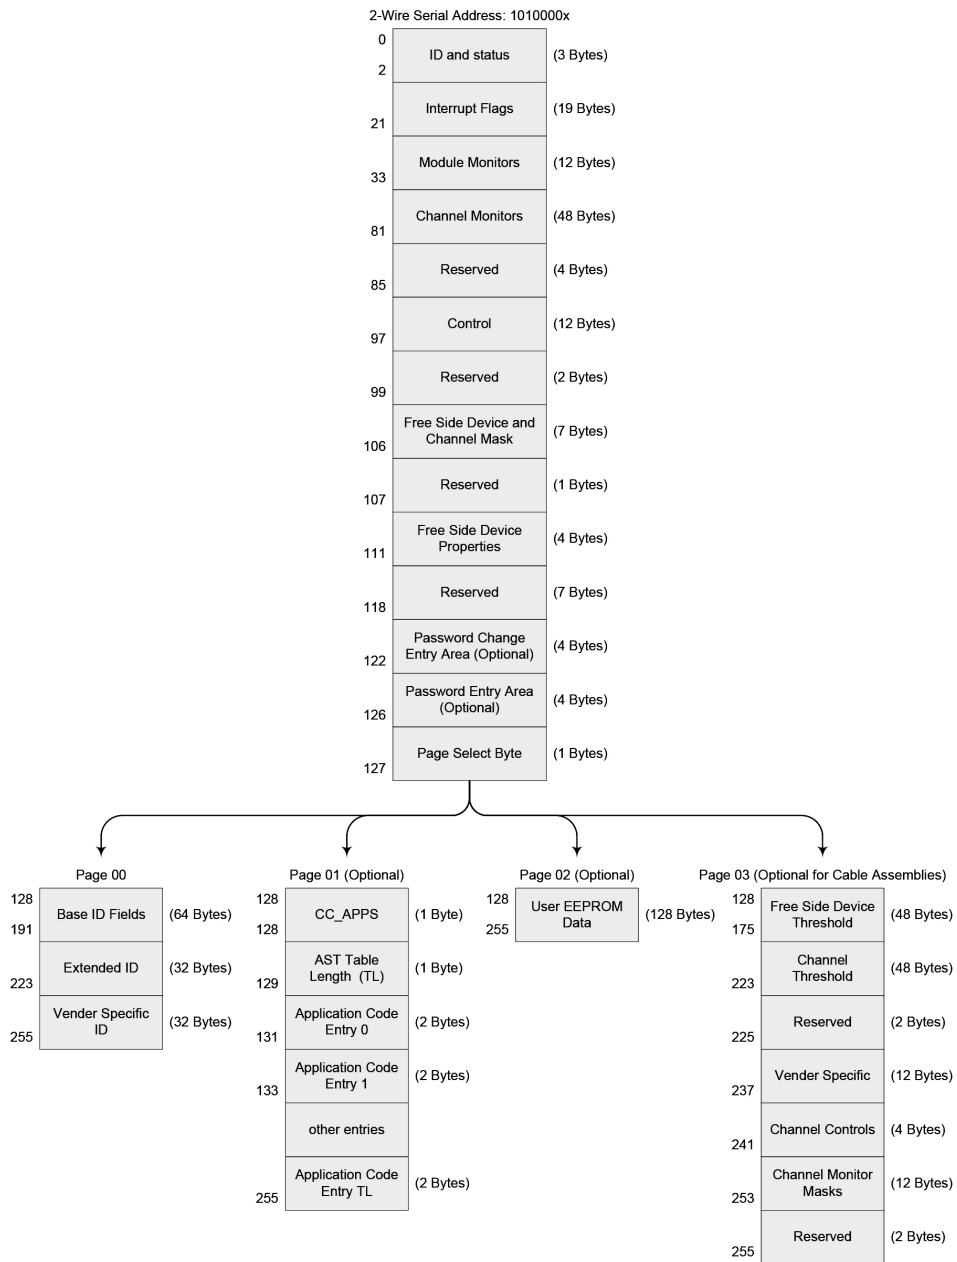 2-Wire Serial Address: 1010000x
0
ID and status
(3 Bytes)
2
Interrupt Flags
(19 Bytes)
21
Module Monitors
(12 Bytes)
33
Channel Monitors
(48 Bytes)
81
Reserved
(4 Bytes)
85
Control
(12 Bytes)
97
Reserved
(2 Bytes)
99
Free Side Device and
Channel Mask
(7 Bytes)
106
Reserved
(1 Bytes)
107
Free Side Device
Properties
(4 Bytes)
111
Reserved
(7 Bytes)
118
Password Change
Entry Area (Optional)
(4 Bytes)
122
Password Entry Area
(Optional)
(4 Bytes)
126
Page Select Byte
(1 Bytes)
127
Page 00
128
Base ID Fields
(64 Bytes)
191
Extended ID
(32 Bytes)
223
Vender Specific
ID
(32 Bytes)
255
Page 01 (Optional)
128
CC_APPS
(1 Byte)
128
AST Table
Length (TL)
(1 Byte)
129
Application Code
Entry 0
(2 Bytes)
131
Application Code
Entry 1
(2 Bytes)
133
other entries
Application Code
Entry TL
(2 Bytes)
255
Page 02 (Optional)
128
User EEPROM
Data
(128 Bytes)
255
Page 03 (Optional for Cable Assemblies)
128
Free Side Device
Threshold
(48 Bytes)
175
Channel
Threshold
(48 Bytes)
223
Reserved
(2 Bytes)
225
Vender Specific
(12 Bytes)
237
Channel Controls
(4 Bytes)
241
Channel Monitor
Masks
(12 Bytes)
253
Reserved
(2 Bytes)
255